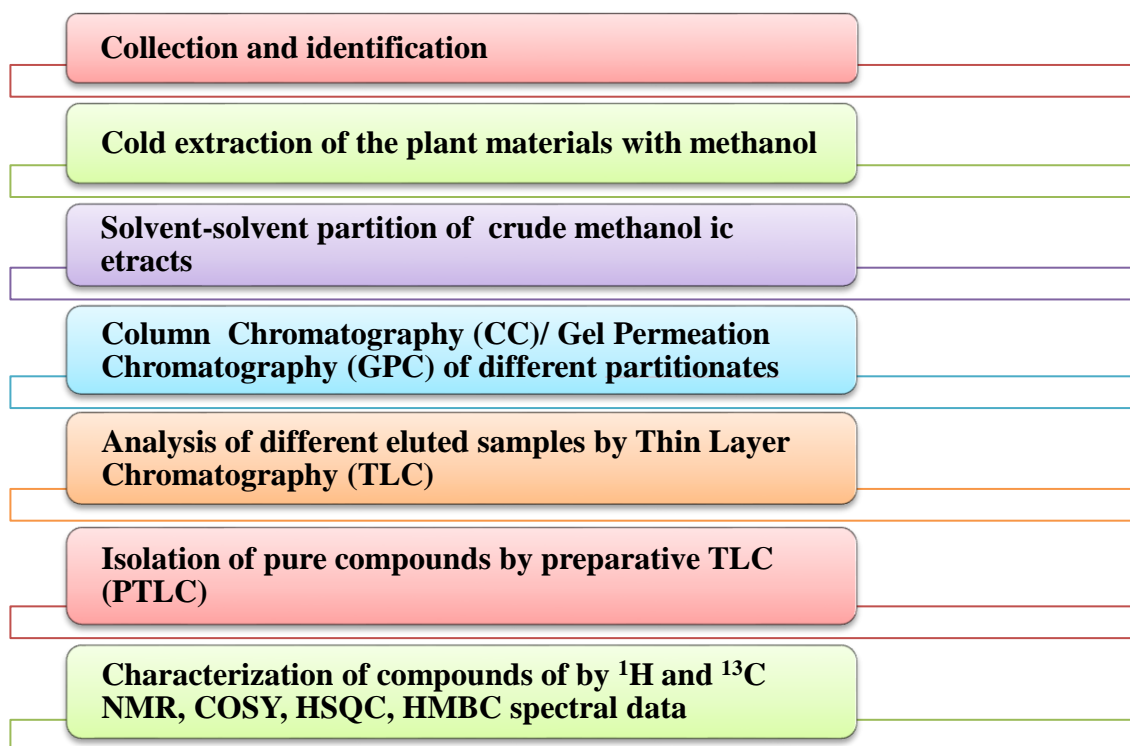 Collection and identification
Cold extraction of the plant materials with methanol
Solvent-solvent partition of  crude methanol ic
etracts
Column  Chromatography (CC)/ Gel Permeation
Chromatography (GPC) of different partitionates
Analysis of different eluted samples by Thin Layer
Chromatography (TLC)
Isolation of pure compounds by preparative TLC
(PTLC)
Characterization of compounds of by ¹H and ¹³C
NMR, COSY, HSQC, HMBC spectral data